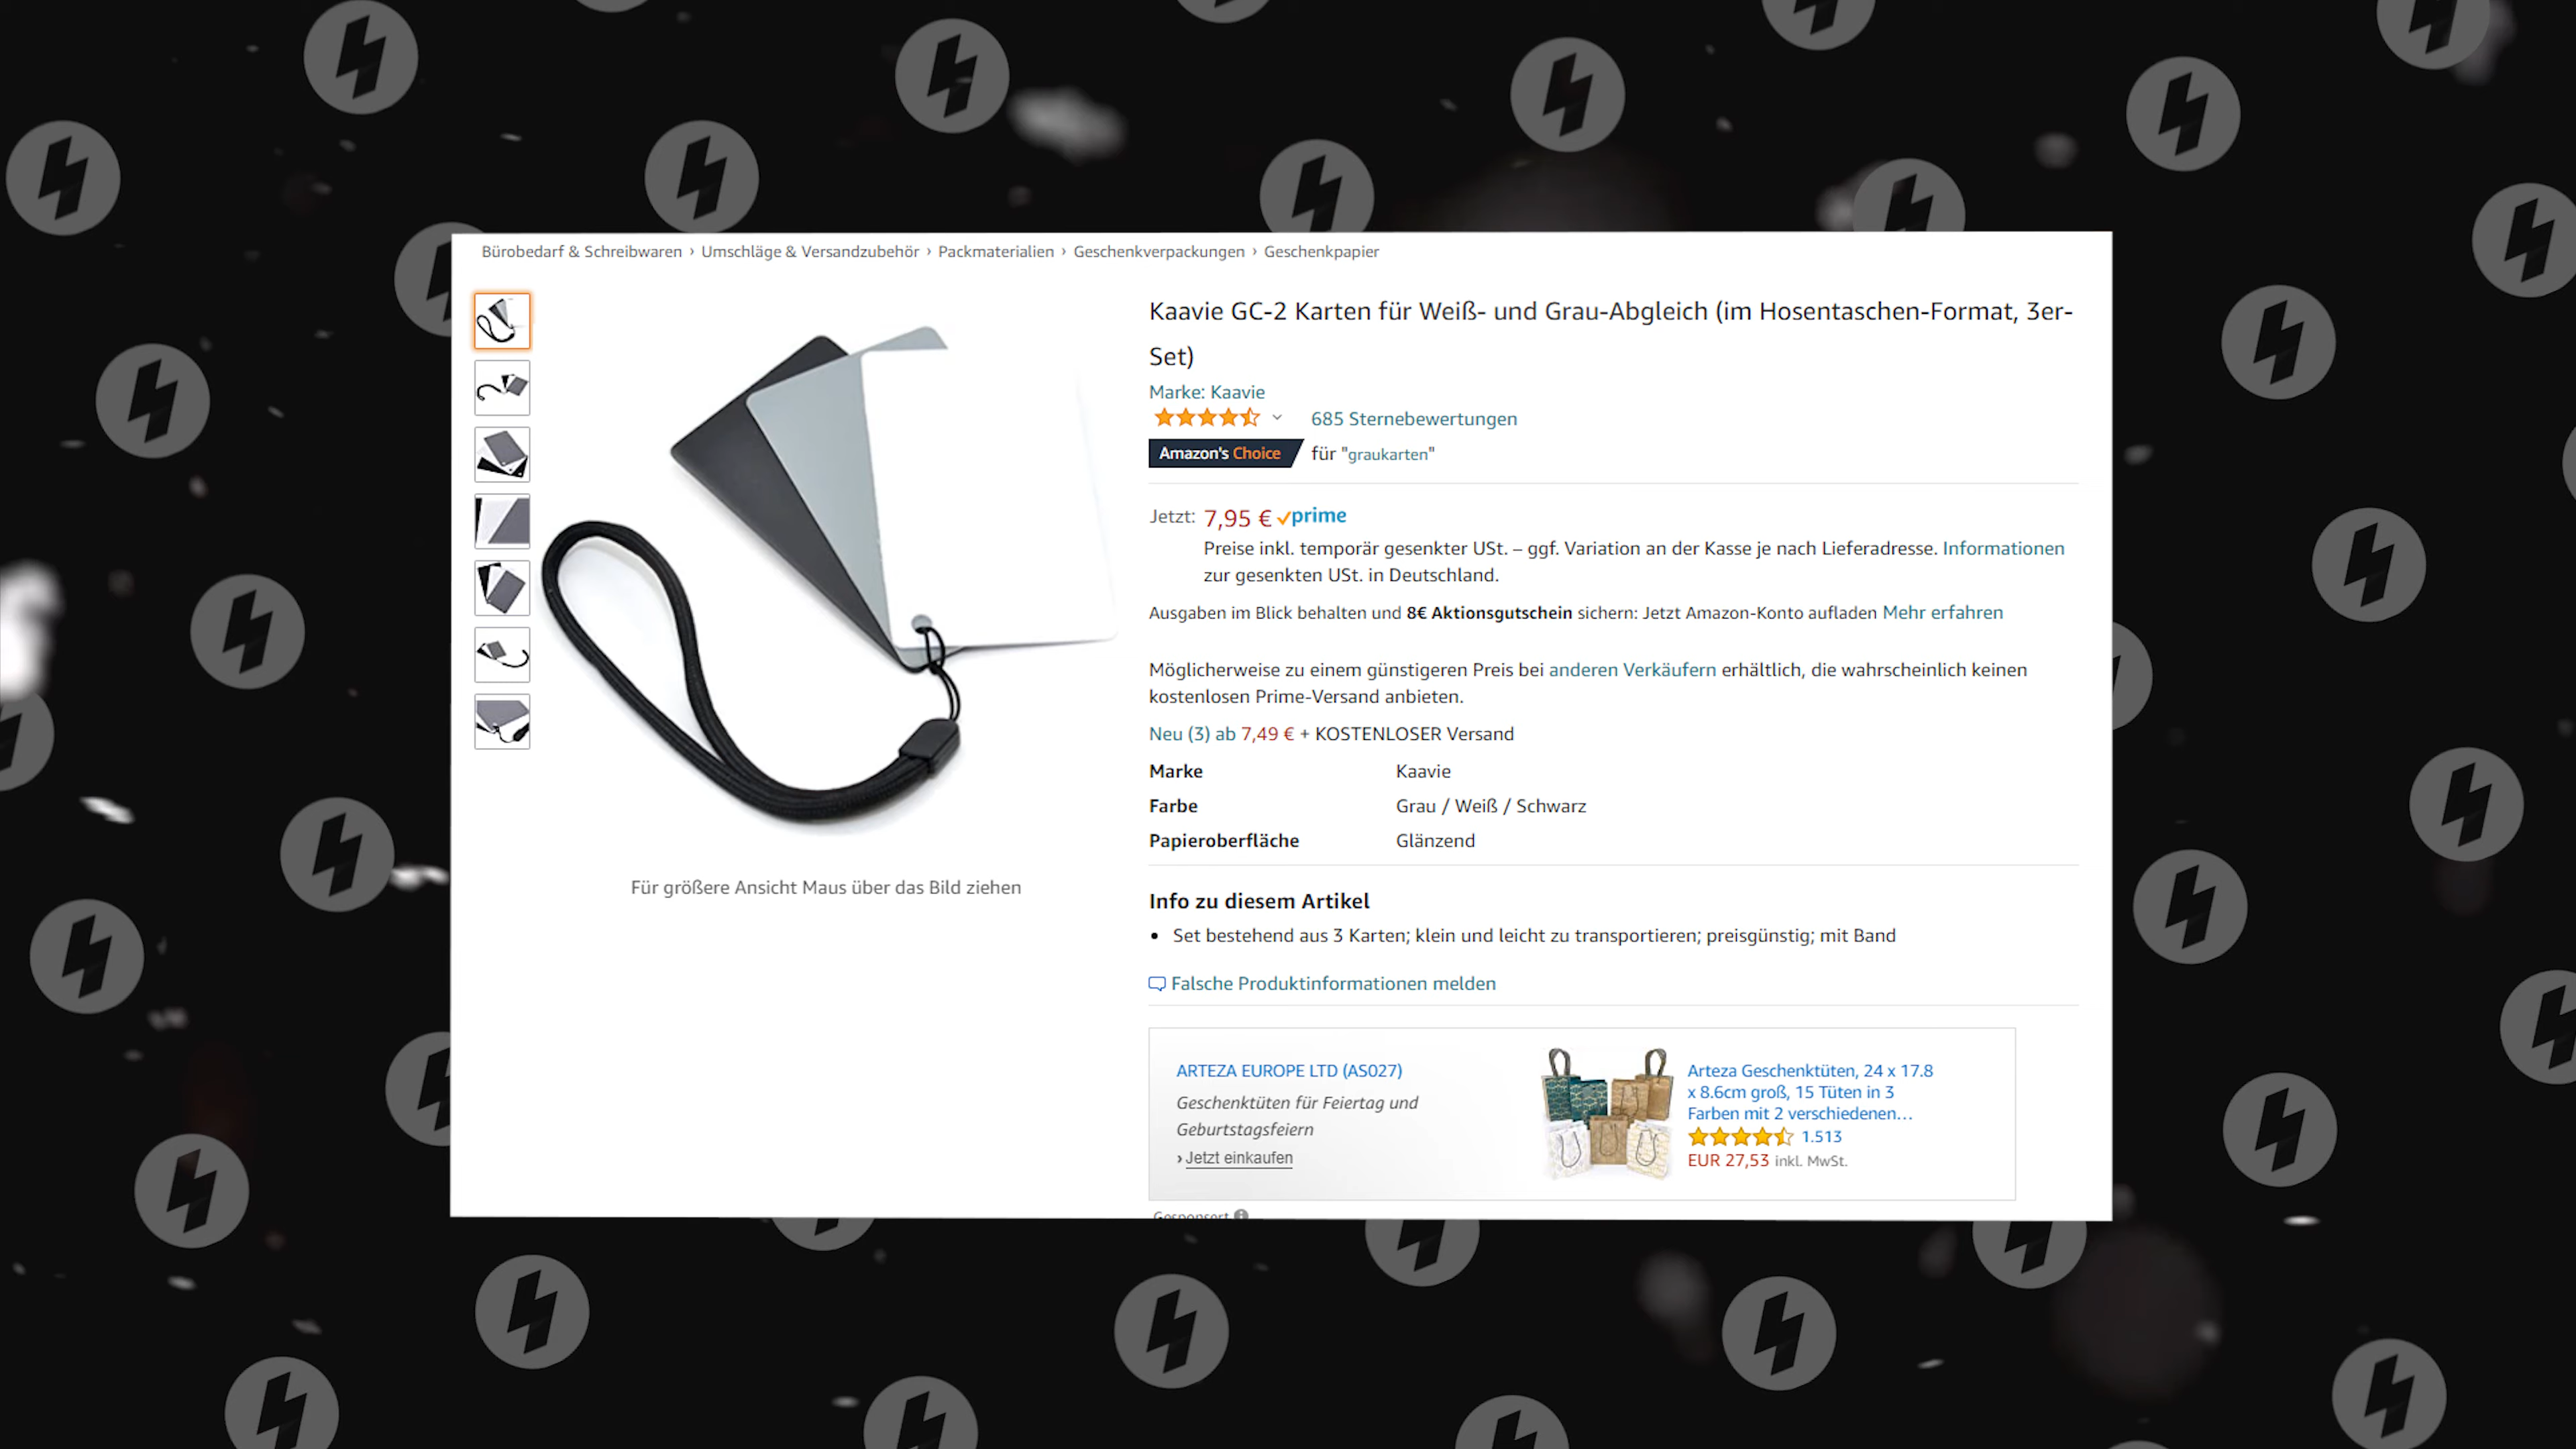 Bürobedarf & Schreibwaren › Umschläge & Versandzubehör › Packmaterialien › Geschenkverpackungen › Geschenkpapier
Kaavie GC-2 Karten für Weiß- und Grau-Abgleich (im Hosentaschen-Format, 3er-
Set)
Marke: Kaavie
685 Sternebewertungen
Amazon's Choice für "graukarten"
Jetzt: 7,95 € prime
Preise inkl. temporär gesenkter USt. – ggf. Variation an der Kasse je nach Lieferadresse. Informationen
zur gesenkten USt. in Deutschland.
Ausgaben im Blick behalten und 8€ Aktionsgutschein sichern: Jetzt Amazon-Konto aufladen Mehr erfahren
Möglicherweise zu einem günstigeren Preis bei anderen Verkäufern erhältlich, die wahrscheinlich keinen
kostenlosen Prime-Versand anbieten.
Neu (3) ab 7,49 € + KOSTENLOSER Versand
Marke Kaavie
Farbe Grau / Weiß / Schwarz
Papieroberfläche Glänzend
Für größere Ansicht Maus über das Bild ziehen
Info zu diesem Artikel
• Set bestehend aus 3 Karten; klein und leicht zu transportieren; preisgünstig; mit Band
Falsche Produktinformationen melden
ARTEZA EUROPE LTD (AS027)
Geschenktüten für Feiertag und
Geburtstagsfeiern
› Jetzt einkaufen
Arteza Geschenktüten, 24 x 17.8
x 8.6cm groß, 15 Tüten in 3
Farben mit 2 verschiedenen…
1.513
EUR 27,53 inkl. MwSt.
Gesponsert